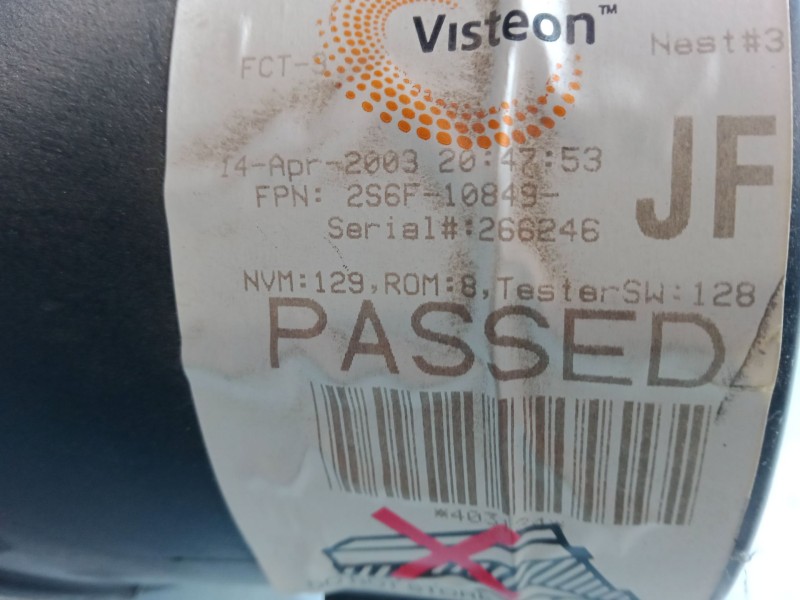 Visteon™
Nest#3
FCT-3
14-Apr-2003 20:47:53
FPN: 2S6F-10849-
JF
Serial#:266246
NVM:129,ROM:8,TesterSW:128
PASSED